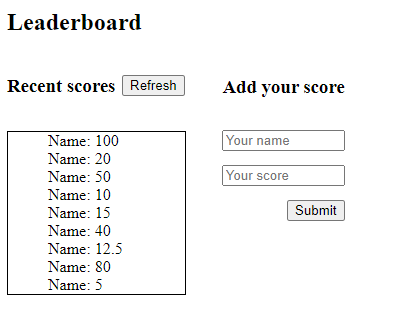 Leaderboard
Recent scores
Refresh
Name: 100
Name: 20
Name: 50
Name: 10
Name: 15
Name: 40
Name: 12.5
Name: 80
Name: 5
Add your score
Your name
Your score
Submit